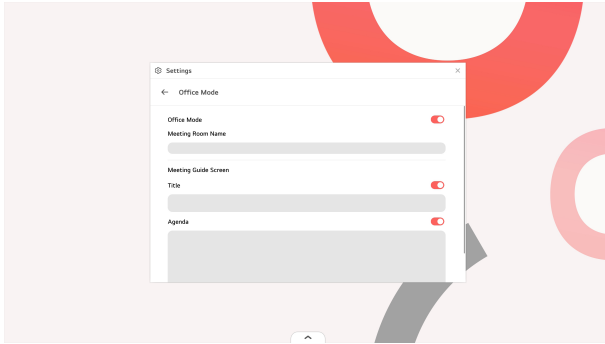 Settings
Office Mode
Office Mode
Meeting Room Name
Meeting Guide Screen
Title
Agenda